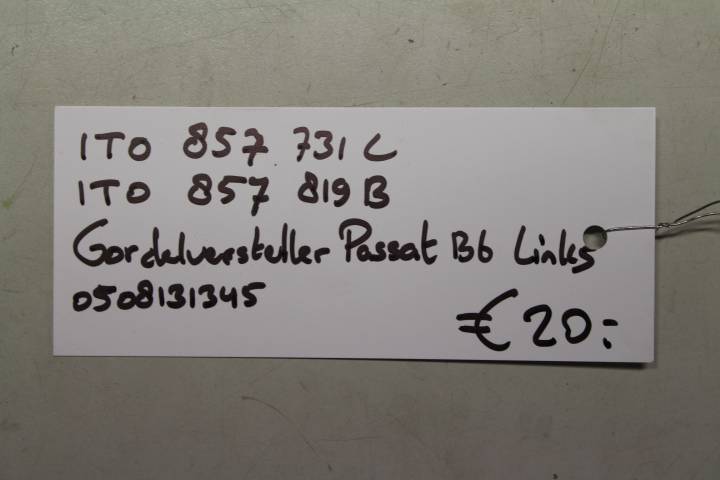 1T0 857 731 C
1T0 857 819 B
Gordelversteller Passat B6 Links
0508131345
€ 20:-